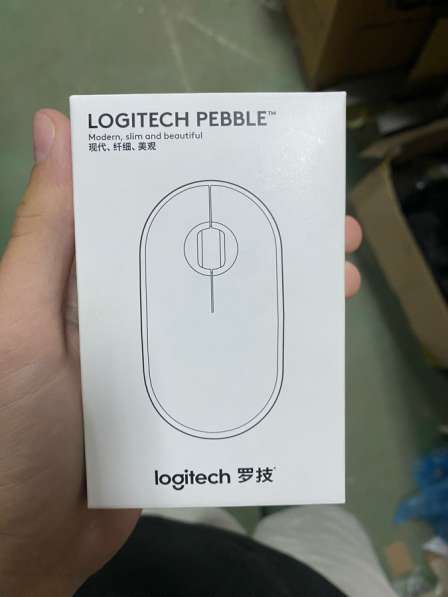 LOGITECH PEBBLE™
Modern, slim and beautiful
现代、纤细、美观
logitech 罗技